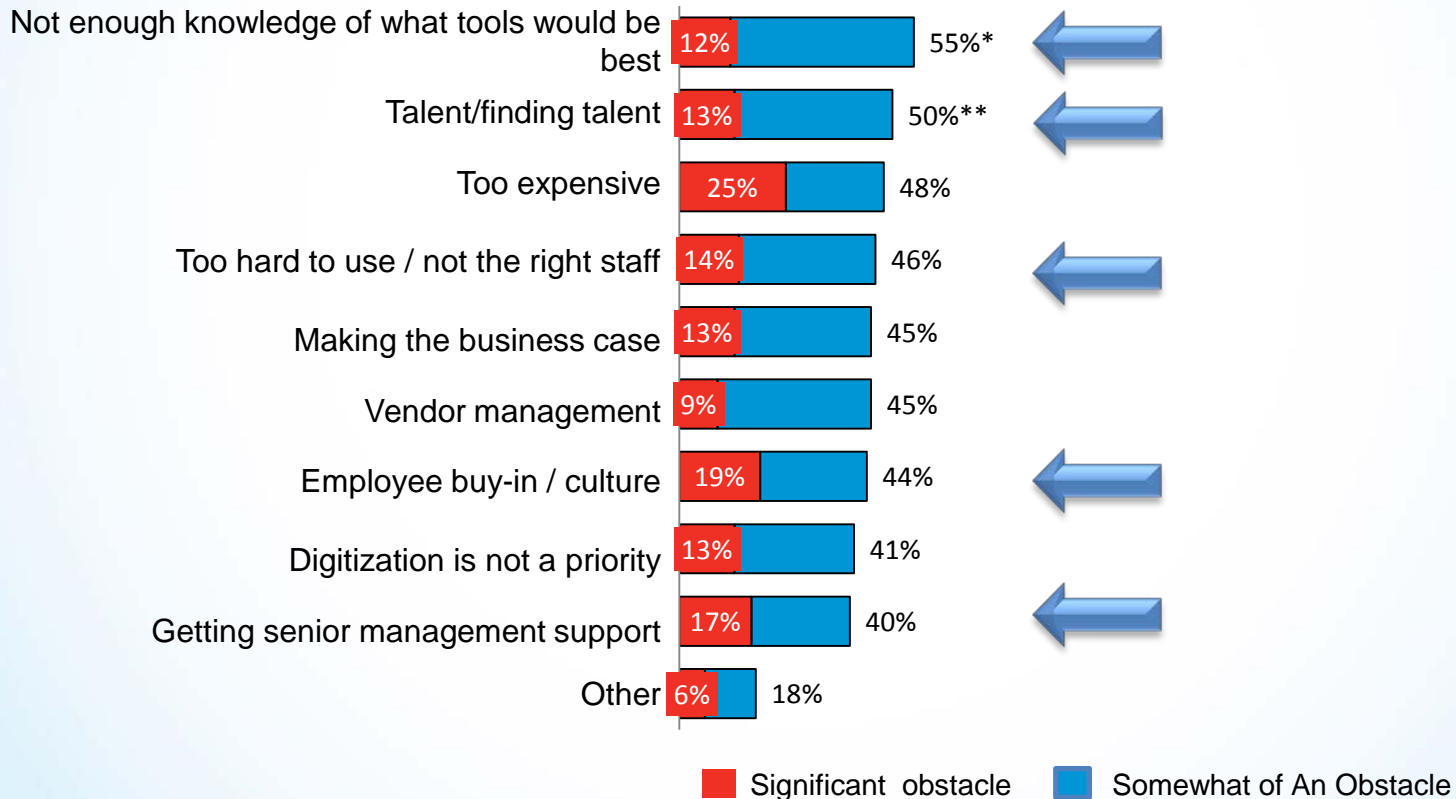 Not enough knowledge of what tools would be
best
12%
55%*
Talent/finding talent
13%
50%**
Too expensive
25%
48%
Too hard to use / not the right staff
14%
46%
Making the business case
13%
45%
Vendor management
9%
45%
Employee buy-in / culture
19%
44%
Digitization is not a priority
13%
41%
Getting senior management support
17%
40%
Other
6%
18%
Significant obstacle
Somewhat of An Obstacle